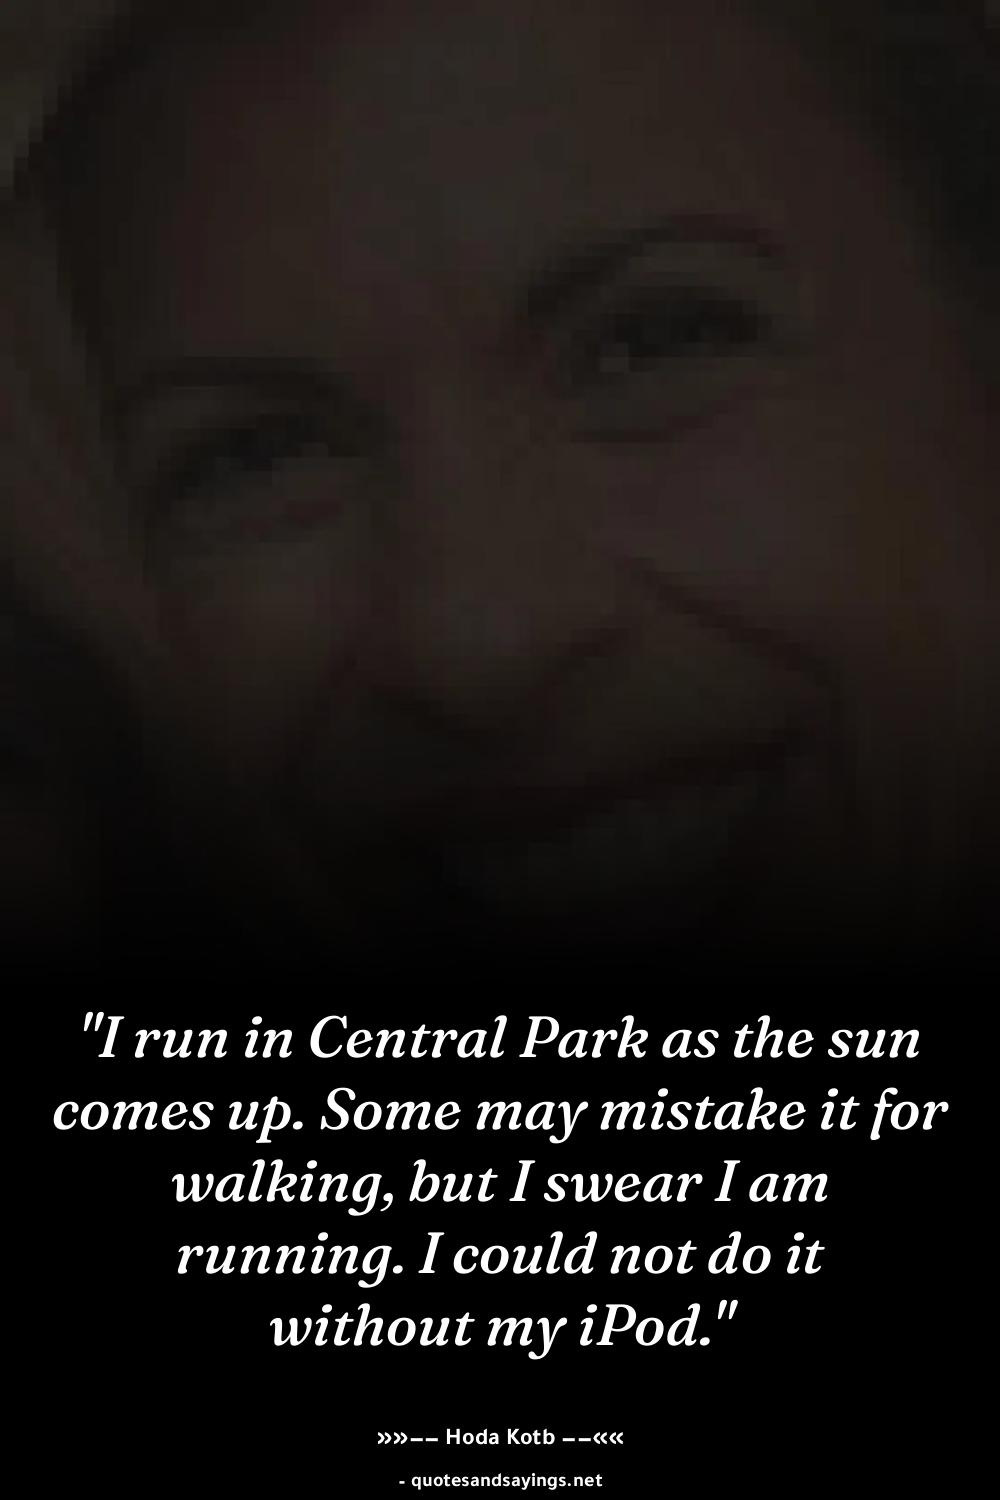 "I run in Central Park as the sun
comes up. Some may mistake it for
walking, but I swear I am
running. I could not do it
without my iPod."
»»−− Hoda Kotb −−««
- quotesandsayings.net